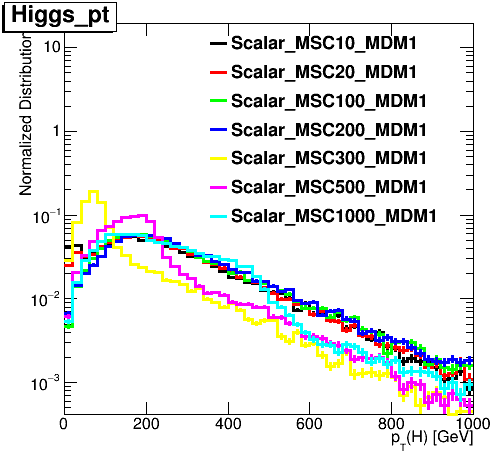 Higgs_pt
Normalized Distribution
10
1
10⁻¹
10⁻²
10⁻³
Scalar_MSC10_MDM1
Scalar_MSC20_MDM1
Scalar_MSC100_MDM1
Scalar_MSC200_MDM1
Scalar_MSC300_MDM1
Scalar_MSC500_MDM1
Scalar_MSC1000_MDM1
0 200 400 600 800 1000
p_T(H) [GeV]